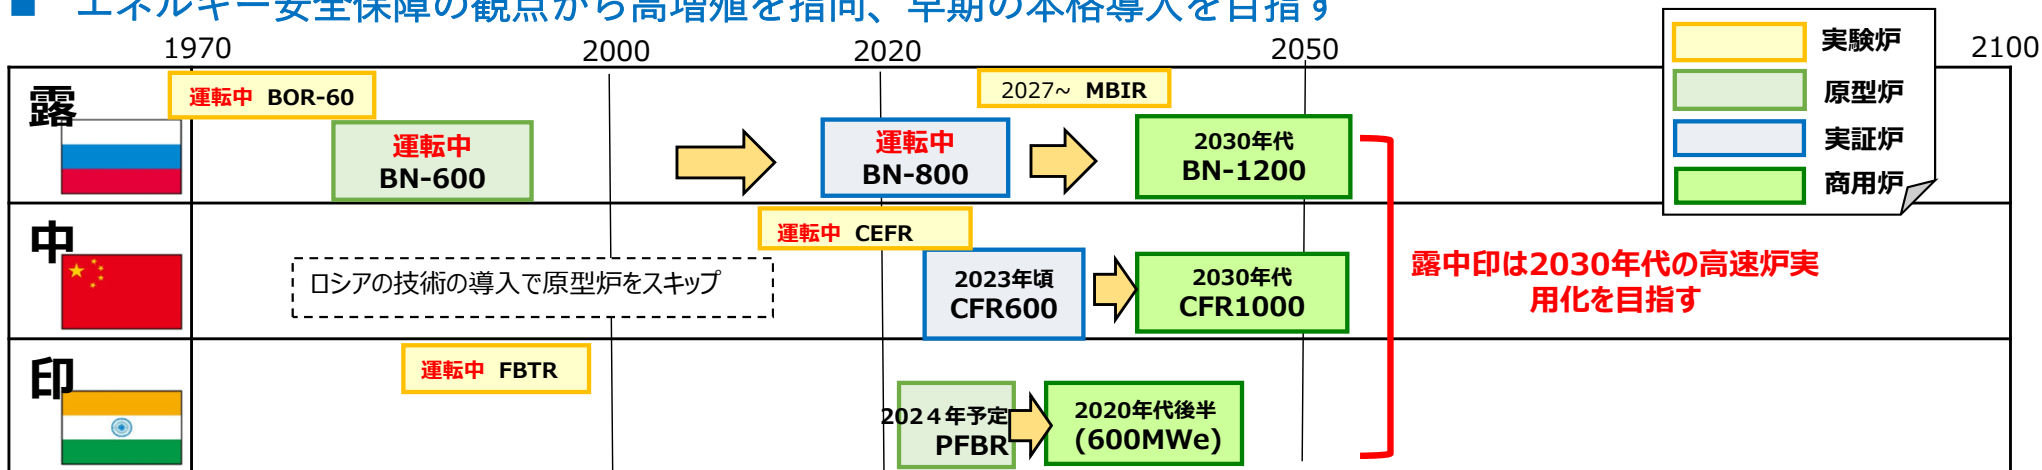 ■ エネルギー安全保障の観点から高増殖を指向、早期の本格導入を目指す
1970 2000 2020 2050 2100
実験炉
原型炉
実証炉
商用炉
露
運転中 BOR-60
2027~ MBIR
運転中
BN-600
運転中
BN-800
2030年代
BN-1200
中
運転中 CEFR
ロシアの技術の導入で原型炉をスキップ
2023年頃
CFR600
2030年代
CFR1000
露中印は2030年代の高速炉実
用化を目指す
印
運転中 FBTR
2024年予定
PFBR
2020年代後半
(600MWe)